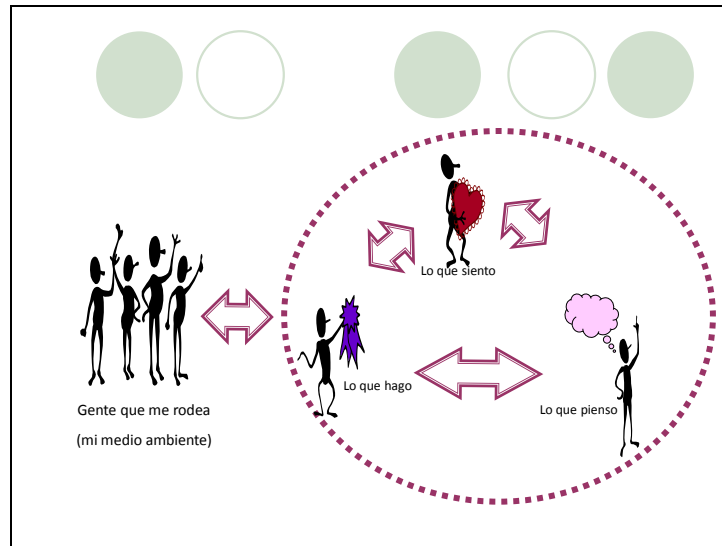 Lo que siento
Lo que hago
Lo que pienso
Gente que me rodea
(mi medio ambiente)